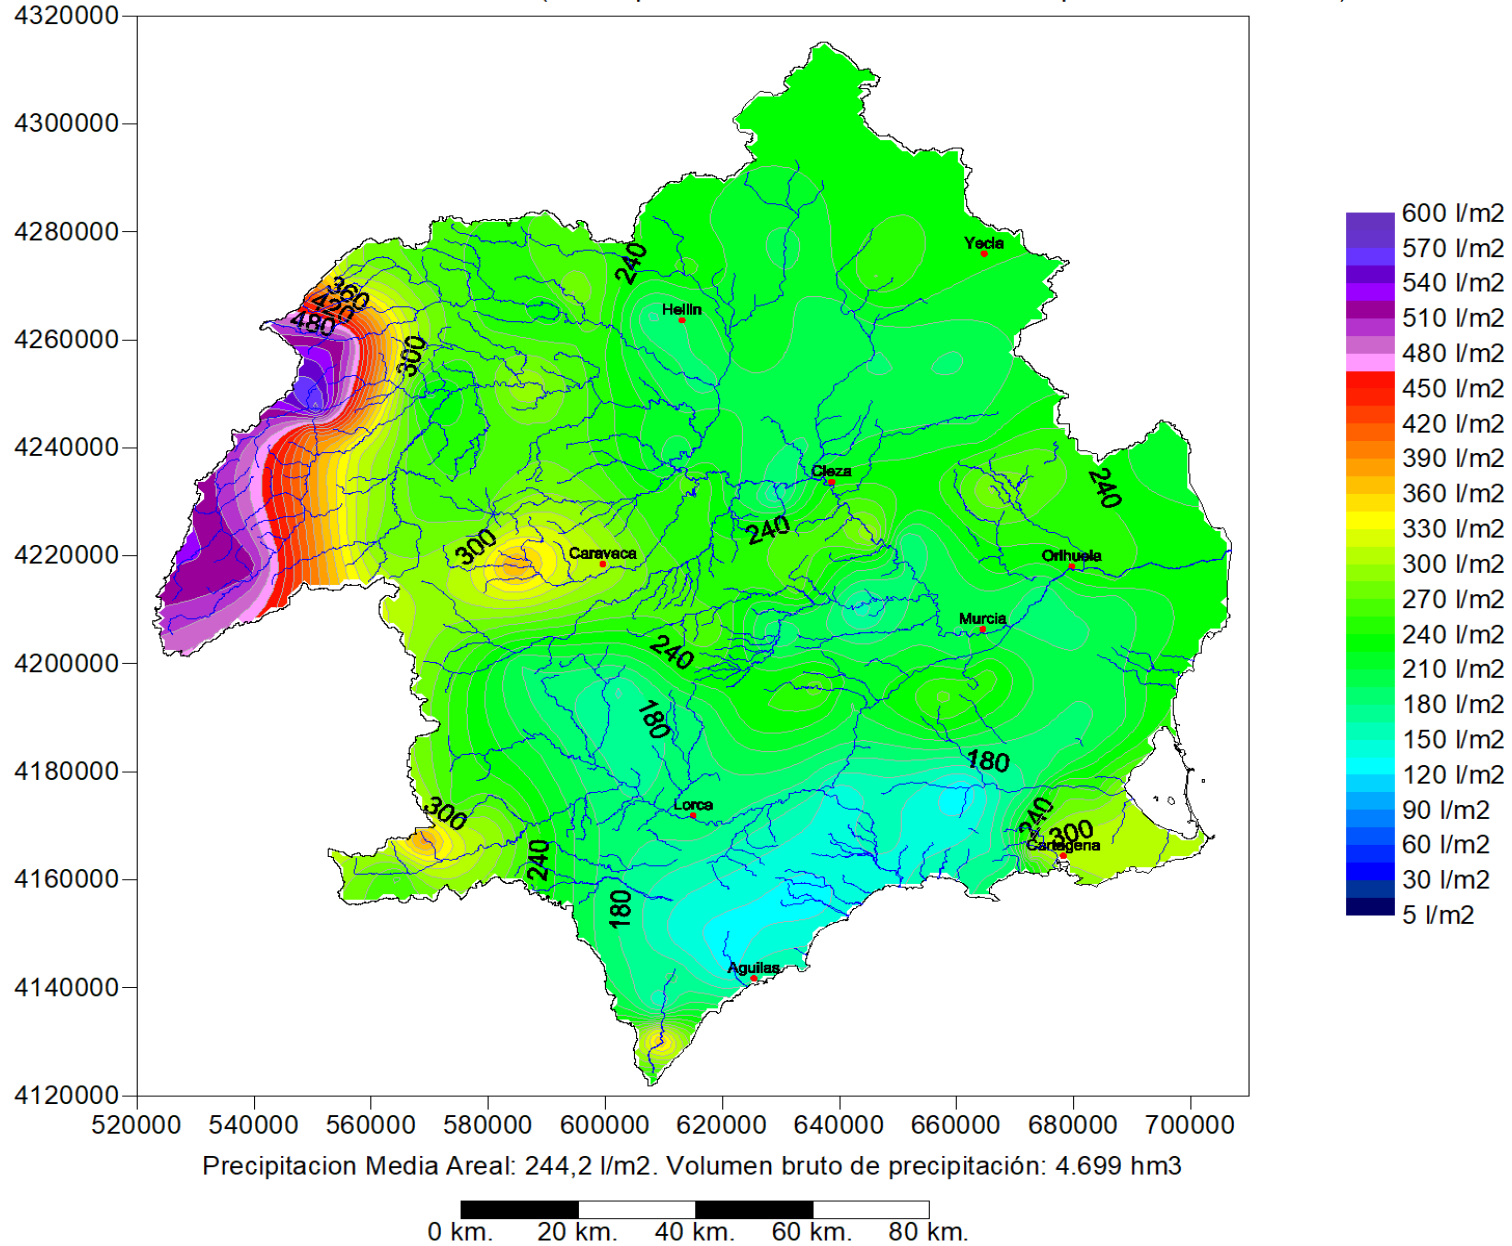 4320000
4300000
4280000
4260000
4240000
4220000
4200000
4180000
4160000
4140000
4120000
520000 540000 560000 580000 600000 620000 640000 660000 680000 700000
Yecla
Hellin
Cieza
Caravaca
Orihuela
Murcia
Lorca
Cartagena
Aguilas
360
420
480
300
240
300
240
240
240
180
180
300
240
180
240
300
600 l/m2
570 l/m2
540 l/m2
510 l/m2
480 l/m2
450 l/m2
420 l/m2
390 l/m2
360 l/m2
330 l/m2
300 l/m2
270 l/m2
240 l/m2
210 l/m2
180 l/m2
150 l/m2
120 l/m2
90 l/m2
60 l/m2
30 l/m2
5 l/m2
Precipitacion Media Areal: 244,2 l/m2. Volumen bruto de precipitación: 4.699 hm3
0 km. 20 km. 40 km. 60 km. 80 km.